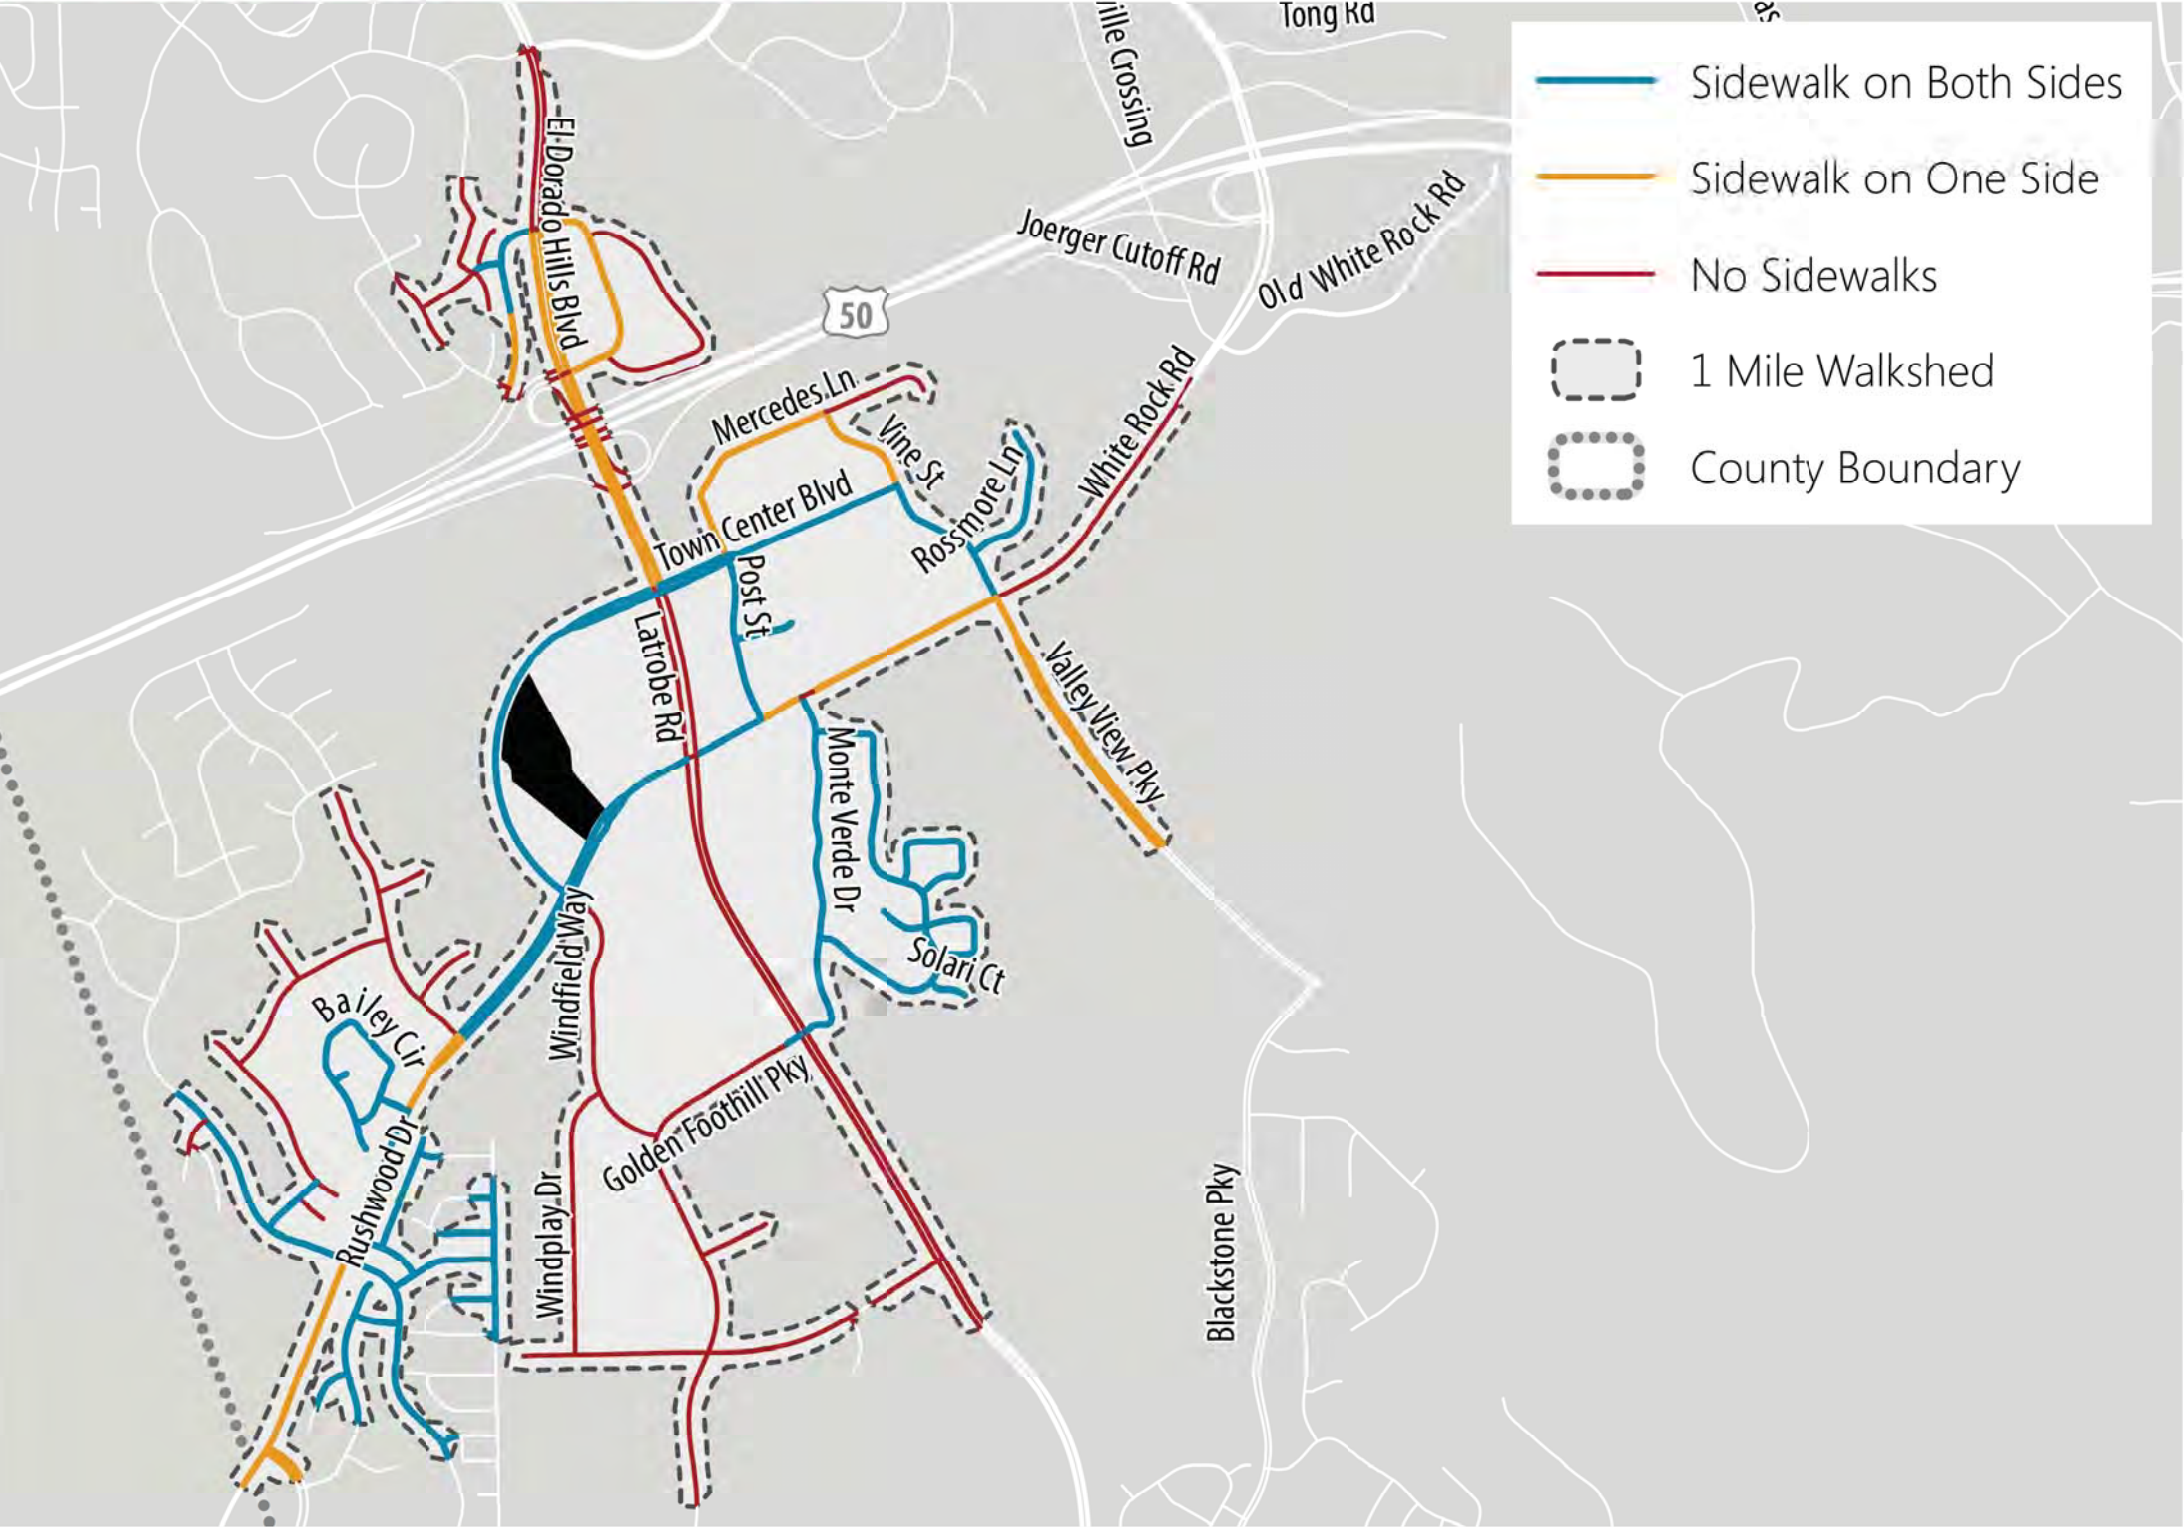 Tong Rd
as
ville Crossing
Sidewalk on Both Sides
Sidewalk on One Side
No Sidewalks
1 Mile Walkshed
County Boundary
El Dorado Hills Blvd
Joerger Cutoff Rd
Old White Rock Rd
50
Mercedes Ln
Vine St
White Rock Rd
Rossmore Ln
Town Center Blvd
Post St
Latrobe Rd
Valley View Pky
Monte Verde Dr
Windfield Way
Solari Ct
Bailey Cir
Golden Foothill Pky
Rushwood Dr
Windplay Dr
Blackstone Pky